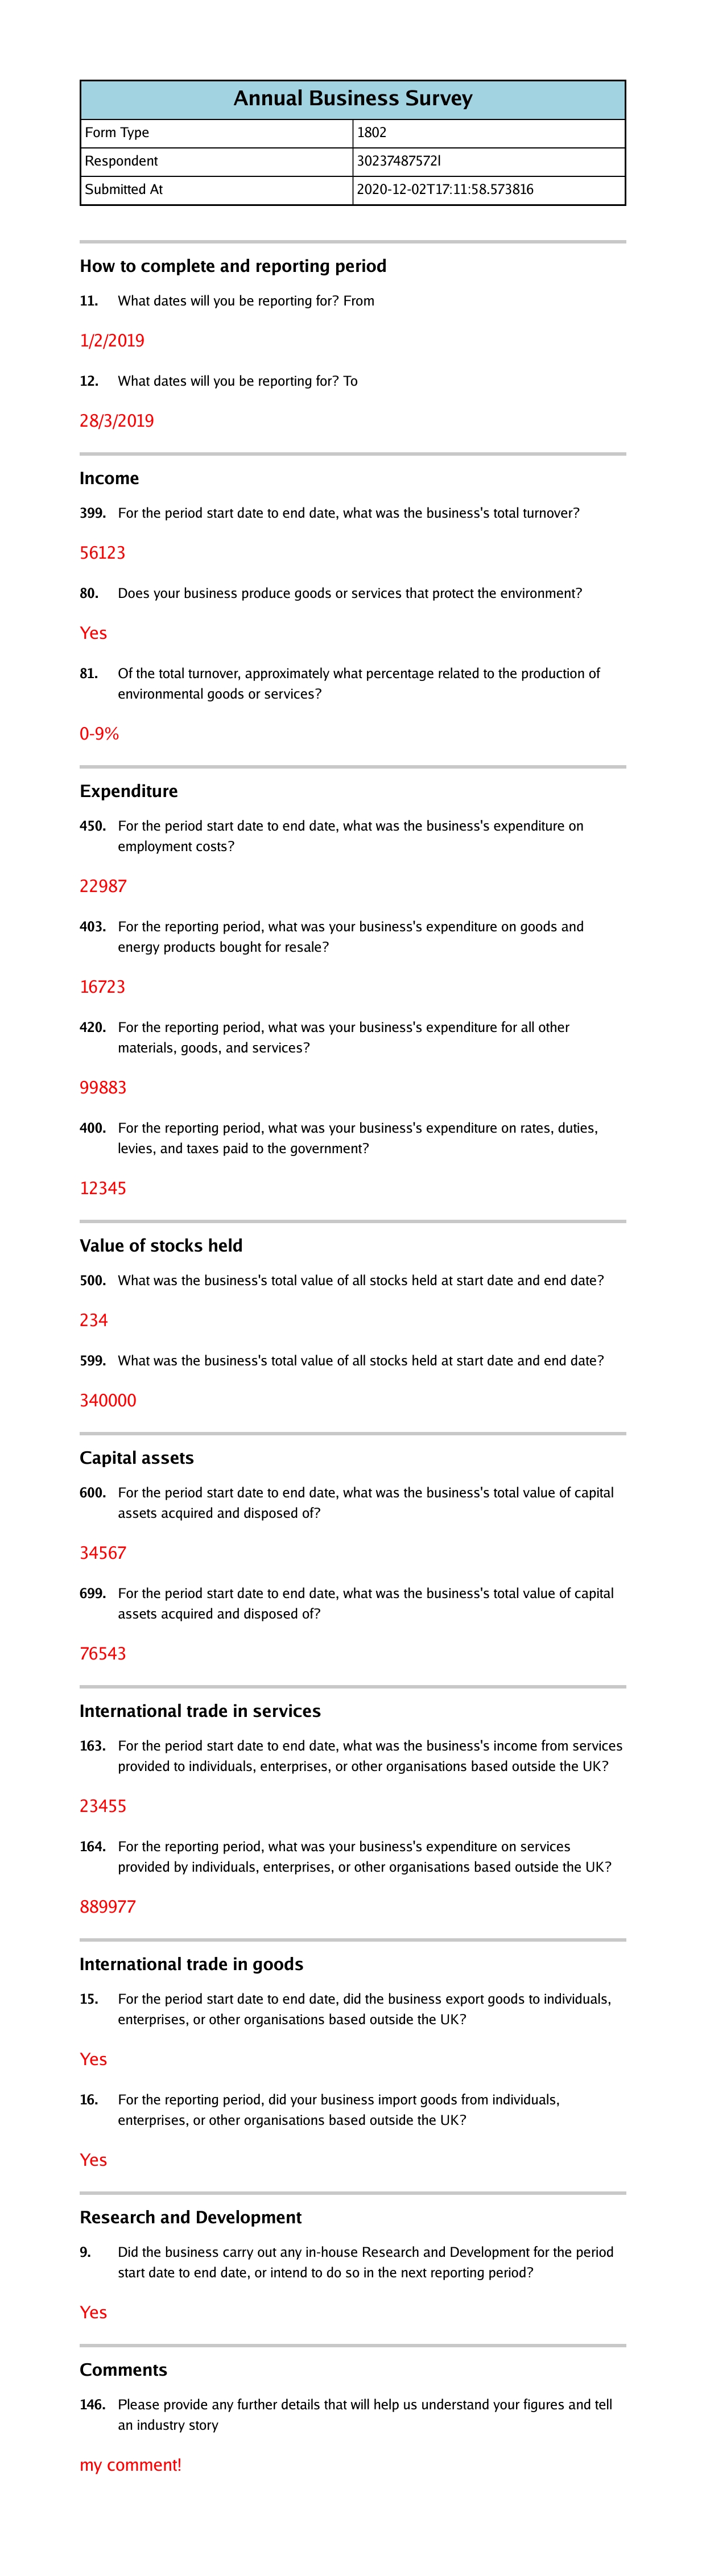 Annual Business Survey
Form Type 1802
Respondent 30237487572l
Submitted At 2020-12-02T17:11:58.573816
How to complete and reporting period
11. What dates will you be reporting for? From
1/2/2019
12. What dates will you be reporting for? To
28/3/2019
Income
399. For the period start date to end date, what was the business's total turnover?
56123
80. Does your business produce goods or services that protect the environment?
Yes
81. Of the total turnover, approximately what percentage related to the production of
environmental goods or services?
0-9%
Expenditure
450. For the period start date to end date, what was the business's expenditure on
employment costs?
22987
403. For the reporting period, what was your business's expenditure on goods and
energy products bought for resale?
16723
420. For the reporting period, what was your business's expenditure for all other
materials, goods, and services?
99883
400. For the reporting period, what was your business's expenditure on rates, duties,
levies, and taxes paid to the government?
12345
Value of stocks held
500. What was the business's total value of all stocks held at start date and end date?
234
599. What was the business's total value of all stocks held at start date and end date?
340000
Capital assets
600. For the period start date to end date, what was the business's total value of capital
assets acquired and disposed of?
34567
699. For the period start date to end date, what was the business's total value of capital
assets acquired and disposed of?
76543
International trade in services
163. For the period start date to end date, what was the business's income from services
provided to individuals, enterprises, or other organisations based outside the UK?
23455
164. For the reporting period, what was your business's expenditure on services
provided by individuals, enterprises, or other organisations based outside the UK?
889977
International trade in goods
15. For the period start date to end date, did the business export goods to individuals,
enterprises, or other organisations based outside the UK?
Yes
16. For the reporting period, did your business import goods from individuals,
enterprises, or other organisations based outside the UK?
Yes
Research and Development
9. Did the business carry out any in-house Research and Development for the period
start date to end date, or intend to do so in the next reporting period?
Yes
Comments
146. Please provide any further details that will help us understand your figures and tell
an industry story
my comment!